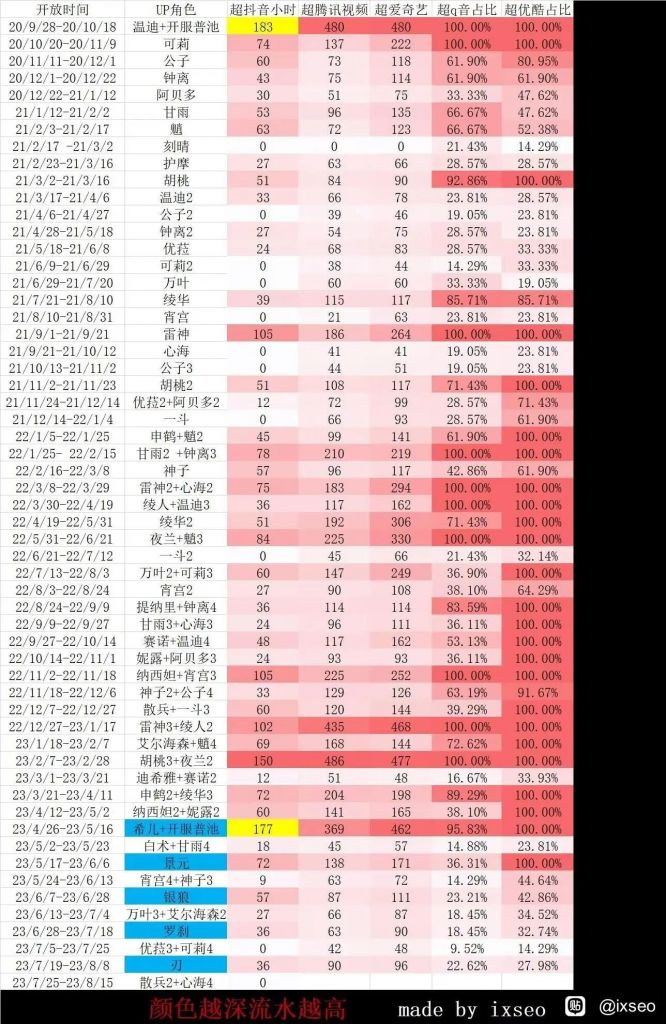 开放时间 UP角色 超抖音小时 超腾讯视频 超爱奇艺 超q音占比 超优酷占比
20/9/28-20/10/18 温迪+开服普池 183 480 480 100.00% 100.00%
20/10/20-20/11/9 可莉 74 137 222 100.00% 100.00%
20/11/11-20/12/1 公子 60 73 118 61.90% 80.95%
20/12/1-20/12/22 钟离 43 75 114 61.90% 61.90%
20/12/22-21/1/12 阿贝多 30 51 75 33.33% 47.62%
21/1/12-21/2/2 甘雨 53 96 135 66.67% 47.62%
21/2/3-21/2/17 魈 63 72 123 66.67% 52.38%
21/2/17 -21/3/2 刻晴 0 0 0 21.43% 14.29%
21/2/23-21/3/16 护摩 27 63 66 28.57% 28.57%
21/3/2-21/3/16 胡桃 51 84 90 92.86% 100.00%
21/3/17-21/4/6 温迪2 33 66 78 23.81% 28.57%
21/4/6-21/4/27 公子2 0 39 46 19.05% 23.81%
21/4/28-21/5/18 钟离2 27 54 75 28.57% 23.81%
21/5/18-21/6/8 优菈 24 68 83 28.57% 33.33%
21/6/9-21/6/29 可莉2 0 38 44 14.29% 33.33%
21/6/29-21/7/20 万叶 0 60 60 33.33% 19.05%
21/7/21-21/8/10 绫华 39 115 117 85.71% 85.71%
21/8/10-21/8/31 宵宫 0 21 63 23.81% 23.81%
21/9/1-21/9/21 雷神 105 186 264 100.00% 100.00%
21/9/21-21/10/12 心海 0 41 41 19.05% 23.81%
21/10/13-21/11/2 公子3 0 44 51 19.05% 23.81%
21/11/2-21/11/23 胡桃2 51 108 117 71.43% 100.00%
21/11/24-21/12/14 优菈2+阿贝多2 12 72 99 28.57% 71.43%
21/12/14-22/1/4 一斗 0 66 93 28.57% 61.90%
22/1/5-22/1/25 申鹤+魈2 45 99 141 61.90% 100.00%
22/1/25- 22/2/15 甘雨2 +钟离3 78 210 219 100.00% 100.00%
22/2/16-22/3/8 神子 57 96 117 42.86% 61.90%
22/3/8-22/3/29 雷神2+心海2 75 183 294 100.00% 100.00%
22/3/30-22/4/19 绫人+温迪3 36 117 162 100.00% 100.00%
22/4/19-22/5/31 绫华2 51 192 306 71.43% 100.00%
22/5/31-22/6/21 夜兰+魈3 84 225 330 100.00% 100.00%
22/6/21-22/7/12 一斗2 0 45 66 21.43% 32.14%
22/7/13-22/8/3 万叶2+可莉3 60 147 249 36.90% 100.00%
22/8/3-22/8/24 宵宫2 27 90 108 38.10% 64.29%
22/8/24-22/9/9 提纳里+钟离4 36 114 114 83.59% 100.00%
22/9/9-22/9/27 甘雨3+心海3 24 96 111 36.11% 100.00%
22/9/27-22/10/14 赛诺+温迪4 48 117 162 53.13% 100.00%
22/10/14-22/11/1 妮露+阿贝多3 24 93 93 36.11% 100.00%
22/11/2-22/11/18 纳西妲+宵宫3 105 225 252 100.00% 100.00%
22/11/18-22/12/6 神子2+公子4 33 129 126 63.19% 91.67%
22/12/7-22/12/27 散兵+一斗3 60 120 144 39.29% 100.00%
22/12/27-23/1/17 雷神3+绫人2 102 435 468 100.00% 100.00%
23/1/18-23/2/7 艾尔海森+魈4 69 168 144 72.62% 100.00%
23/2/7-23/2/28 胡桃3+夜兰2 150 486 477 100.00% 100.00%
23/3/1-23/3/21 迪希雅+赛诺2 12 51 48 16.67% 33.93%
23/3/21-23/4/11 申鹤2+绫华3 72 204 198 89.29% 100.00%
23/4/12-23/5/2 纳西妲2+妮露2 60 141 165 38.10% 100.00%
23/4/26-23/5/16 希儿+开服普池 177 369 462 95.83% 100.00%
23/5/2-23/5/23 白术+甘雨4 18 45 57 14.88% 23.81%
23/5/17-23/6/6 景元 72 138 171 36.31% 100.00%
23/5/24-23/6/13 宵宫4+神子3 9 63 72 14.29% 44.64%
23/6/7-23/6/28 银狼 57 87 111 23.21% 42.86%
23/6/13-23/7/4 万叶3+艾尔海森2 27 66 87 18.45% 34.52%
23/6/28-23/7/18 罗刹 36 63 90 18.45% 32.74%
23/7/5-23/7/25 优菈3+可莉4 0 42 48 9.52% 14.29%
23/7/19-23/8/8 刃 36 90 96 22.62% 27.98%
23/7/25-23/8/15 散兵2+心海4 0
颜色越深流水越高 made by ixseo 贴 @ixseo